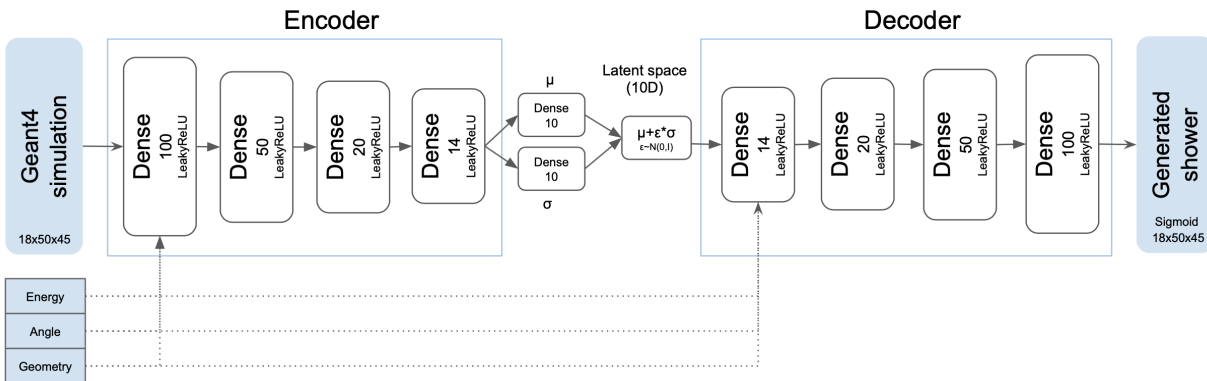 Encoder
Decoder
Geant4
simulation
18x50x45
Dense
100
LeakyReLU
Dense
50
LeakyReLU
Dense
20
LeakyReLU
Dense
14
LeakyReLU
μ
Dense
10
Dense
10
σ
Latent space
(10D)
μ+ε*σ
ε~N(0,I)
Dense
14
LeakyReLU
Dense
20
LeakyReLU
Dense
50
LeakyReLU
Dense
100
LeakyReLU
Generated
shower
Sigmoid
18x50x45
Energy
Angle
Geometry